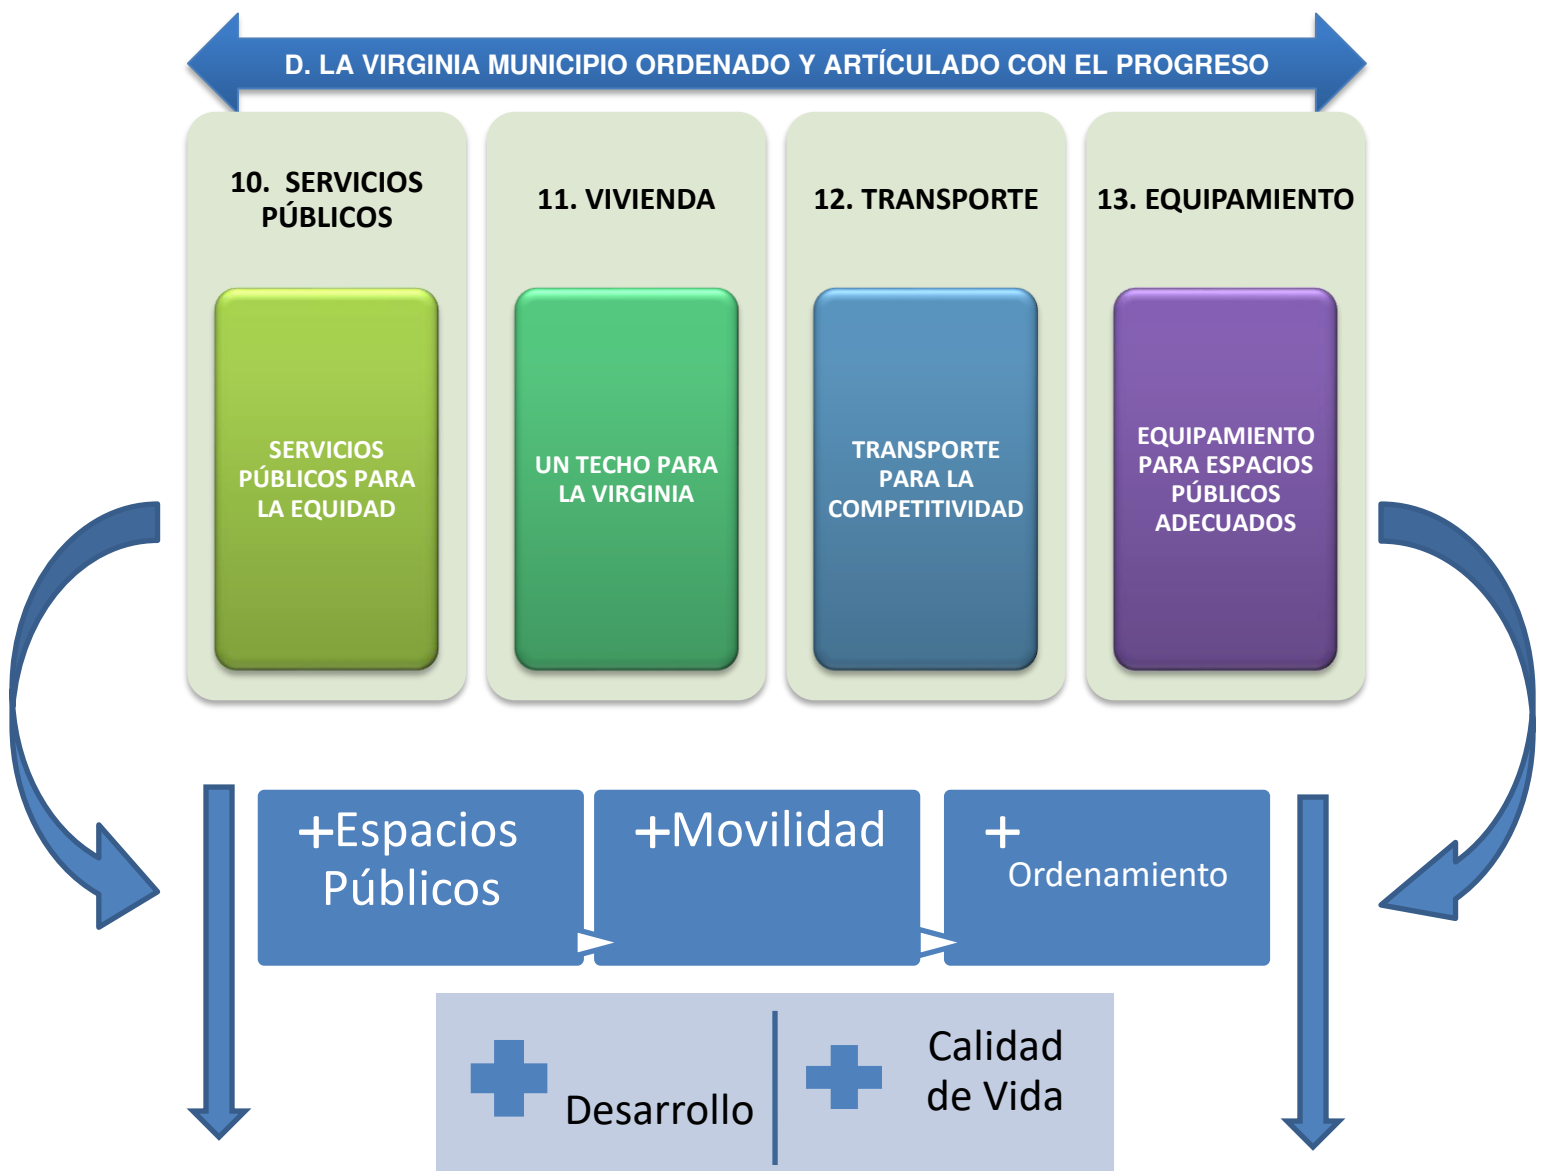 D. LA VIRGINIA MUNICIPIO ORDENADO Y ARTÍCULADO CON EL PROGRESO
10. SERVICIOS
PÚBLICOS
11. VIVIENDA
12. TRANSPORTE
13. EQUIPAMIENTO
SERVICIOS
PÚBLICOS PARA
LA EQUIDAD
UN TECHO PARA
LA VIRGINIA
TRANSPORTE
PARA LA
COMPETITIVIDAD
EQUIPAMIENTO
PARA ESPACIOS
PÚBLICOS
ADECUADOS
+Espacios
Públicos
+Movilidad
+
Ordenamiento
Desarrollo
Calidad
de Vida